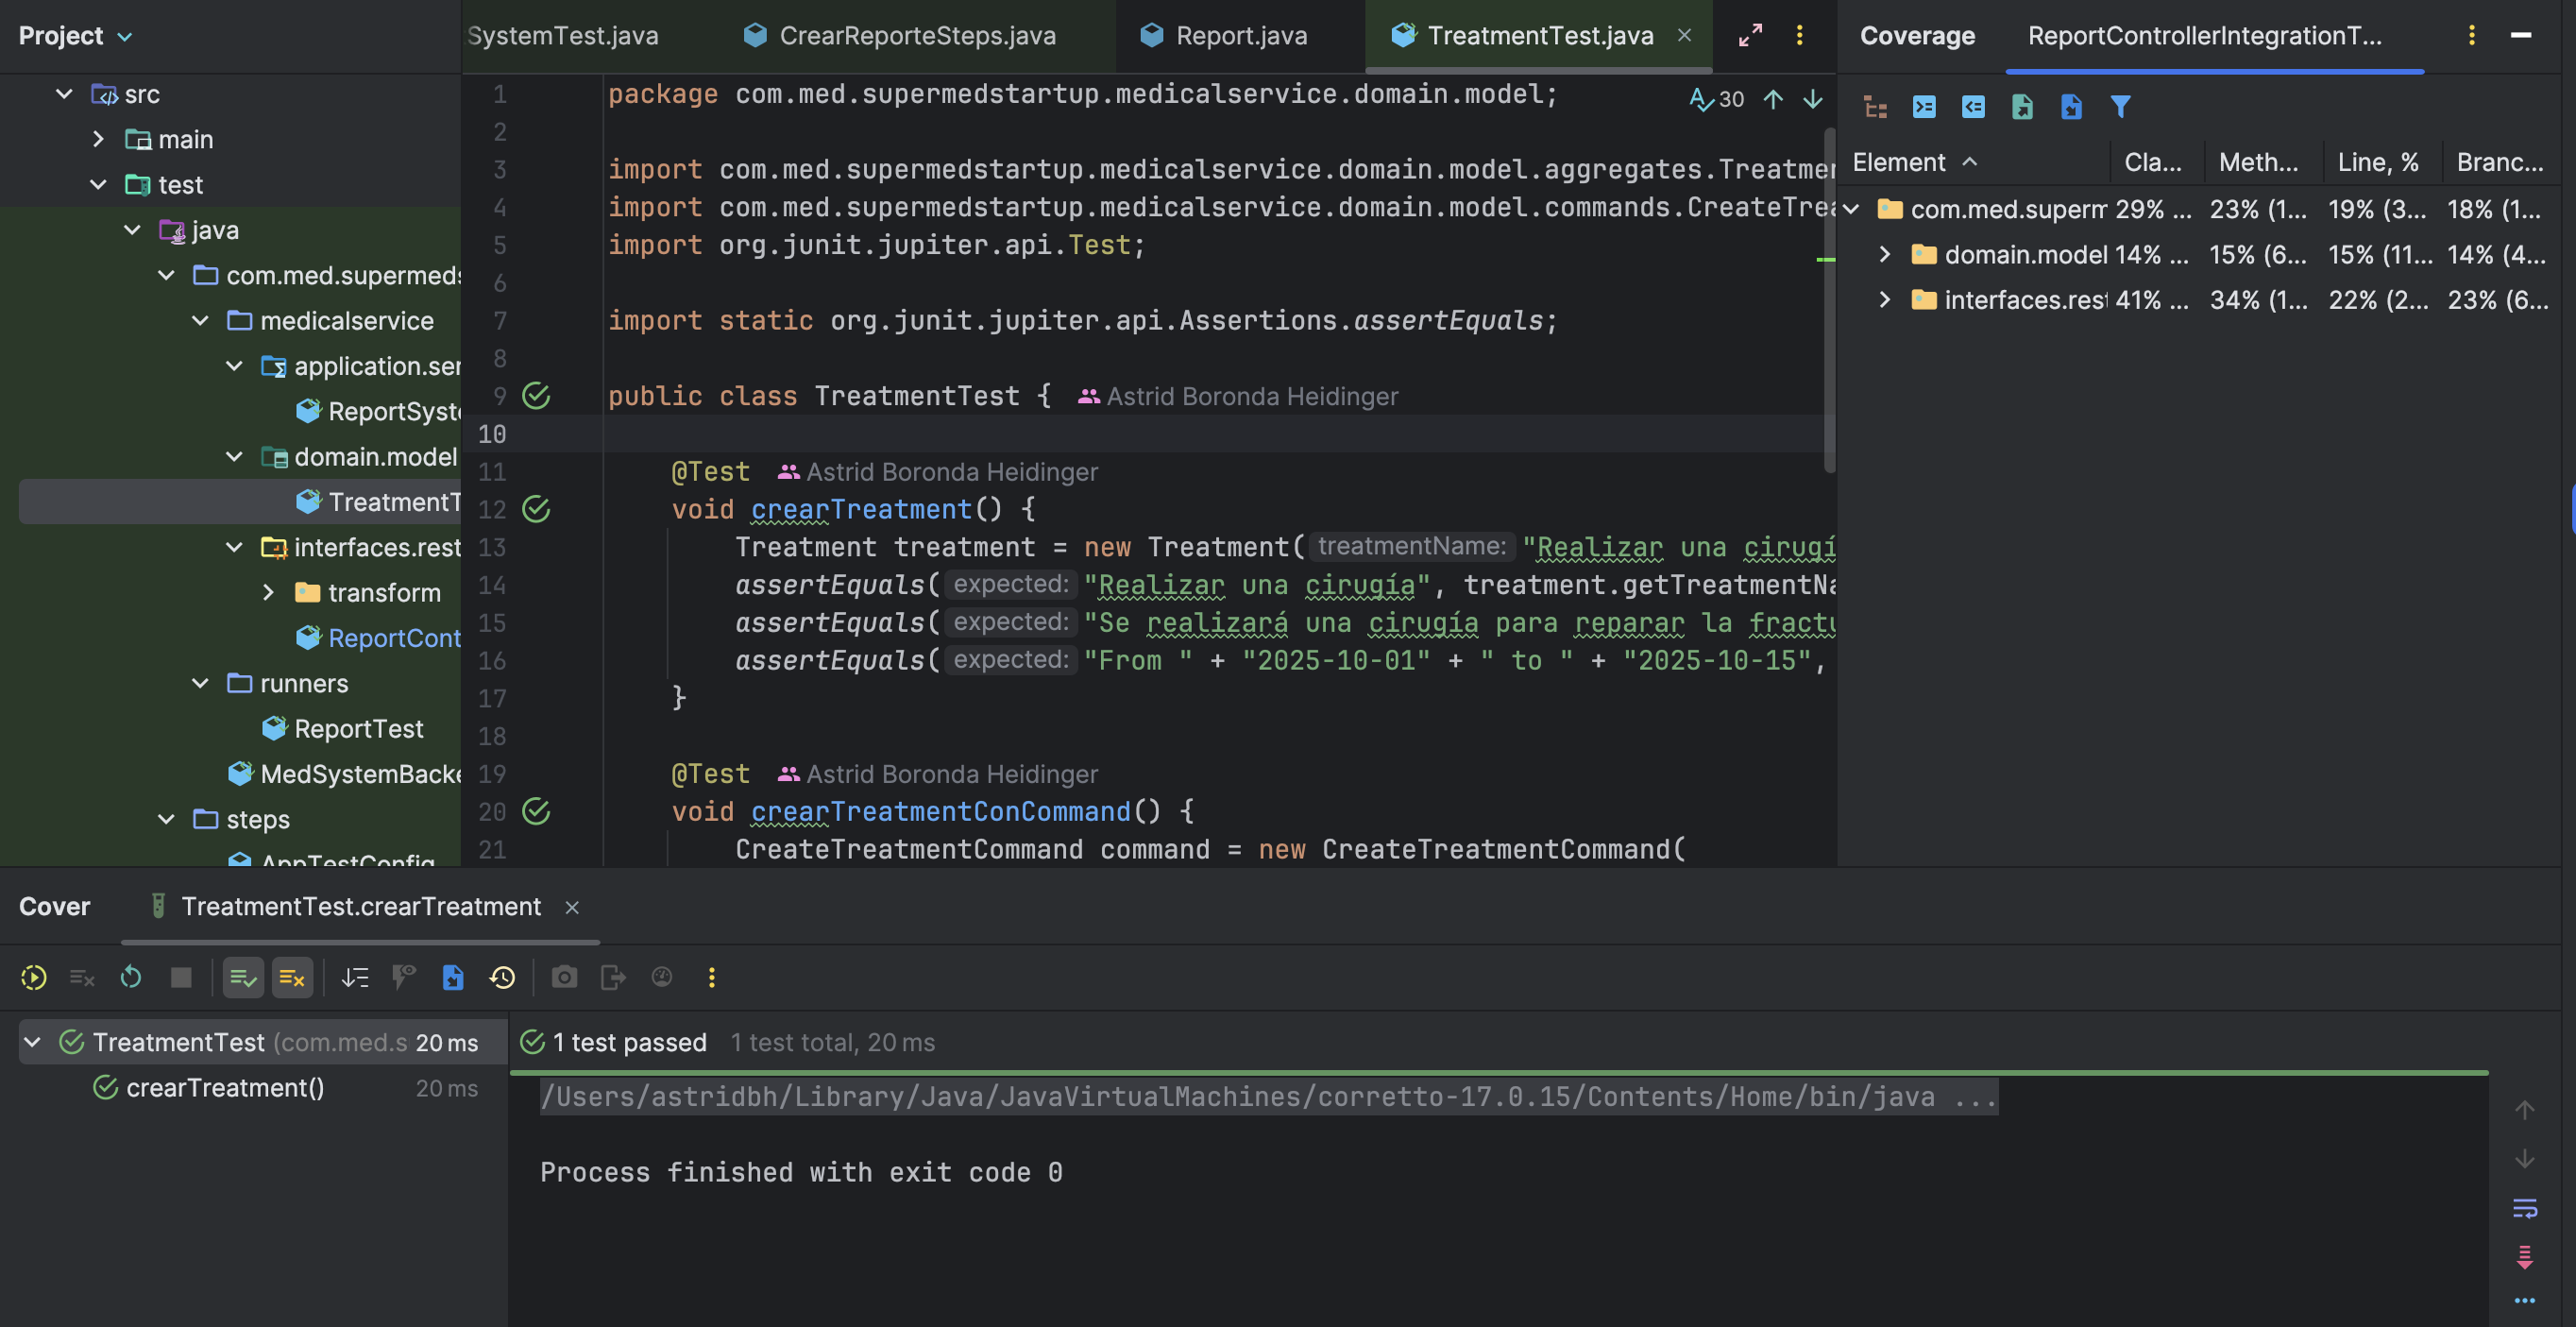 Project
SystemTest.java
CrearReporteSteps.java
Report.java
TreatmentTest.java
Coverage
ReportControllerIntegrationT...
src
main
test
java
com.med.supermeds
medicalservice
application.ser
ReportSyste
domain.model
TreatmentT
interfaces.rest
transform
ReportCont
runners
ReportTest
MedSystemBacke
steps
AppTestConfig
30
1 package com.med.supermedstartup.medicalservice.domain.model;
2
3 import com.med.supermedstartup.medicalservice.domain.model.aggregates.Treatmen
4 import com.med.supermedstartup.medicalservice.domain.model.commands.CreateTrea
5 import org.junit.jupiter.api.Test;
6
7 import static org.junit.jupiter.api.Assertions.assertEquals;
8
9 public class TreatmentTest { Astrid Boronda Heidinger
10
11 @Test Astrid Boronda Heidinger
12 void crearTreatment() {
13 Treatment treatment = new Treatment( treatmentName: "Realizar una cirugí
14 assertEquals( expected: "Realizar una cirugía", treatment.getTreatmentNa
15 assertEquals( expected: "Se realizará una cirugía para reparar la fractu
16 assertEquals( expected: "From " + "2025-10-01" + " to " + "2025-10-15",
17 }
18
19 @Test Astrid Boronda Heidinger
20 void crearTreatmentConCommand() {
21 CreateTreatmentCommand command = new CreateTreatmentCommand(
Element Cla... Meth... Line, % Branc...
com.med.superm 29% ... 23% (1... 19% (3... 18% (1...
domain.model 14% ... 15% (6... 15% (11... 14% (4...
interfaces.rest 41% ... 34% (1... 22% (2... 23% (6...
Cover
TreatmentTest.crearTreatment
TreatmentTest (com.med.s 20 ms
crearTreatment() 20 ms
1 test passed 1 test total, 20 ms
/Users/astridbh/Library/Java/JavaVirtualMachines/corretto-17.0.15/Contents/Home/bin/java ...
Process finished with exit code 0